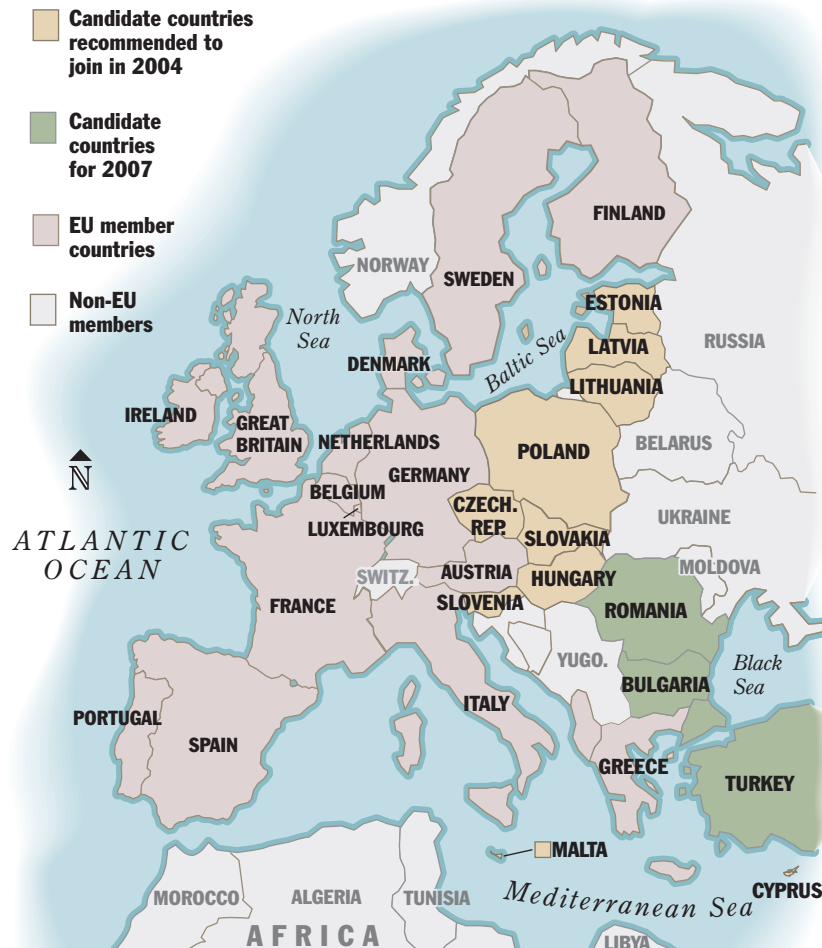 Candidate countries
recommended to
join in 2004
Candidate
countries
for 2007
EU member
countries
Non-EU
members
FINLAND
NORWAY
SWEDEN
North
Sea
ESTONIA
Baltic Sea
LATVIA
RUSSIA
DENMARK
LITHUANIA
IRELAND
GREAT
BRITAIN
NETHERLANDS
POLAND
BELARUS
N
GERMANY
BELGIUM
CZECH.
REP.
LUXEMBOURG
UKRAINE
ATLANTIC
OCEAN
SLOVAKIA
SWITZ.
AUSTRIA
HUNGARY
MOLDOVA
FRANCE
SLOVENIA
ROMANIA
YUGO.
Black
Sea
BULGARIA
PORTUGAL
SPAIN
ITALY
GREECE
TURKEY
MALTA
CYPRUS
Mediterranean Sea
MOROCCO
ALGERIA
TUNISIA
AFRICA
LIBYA